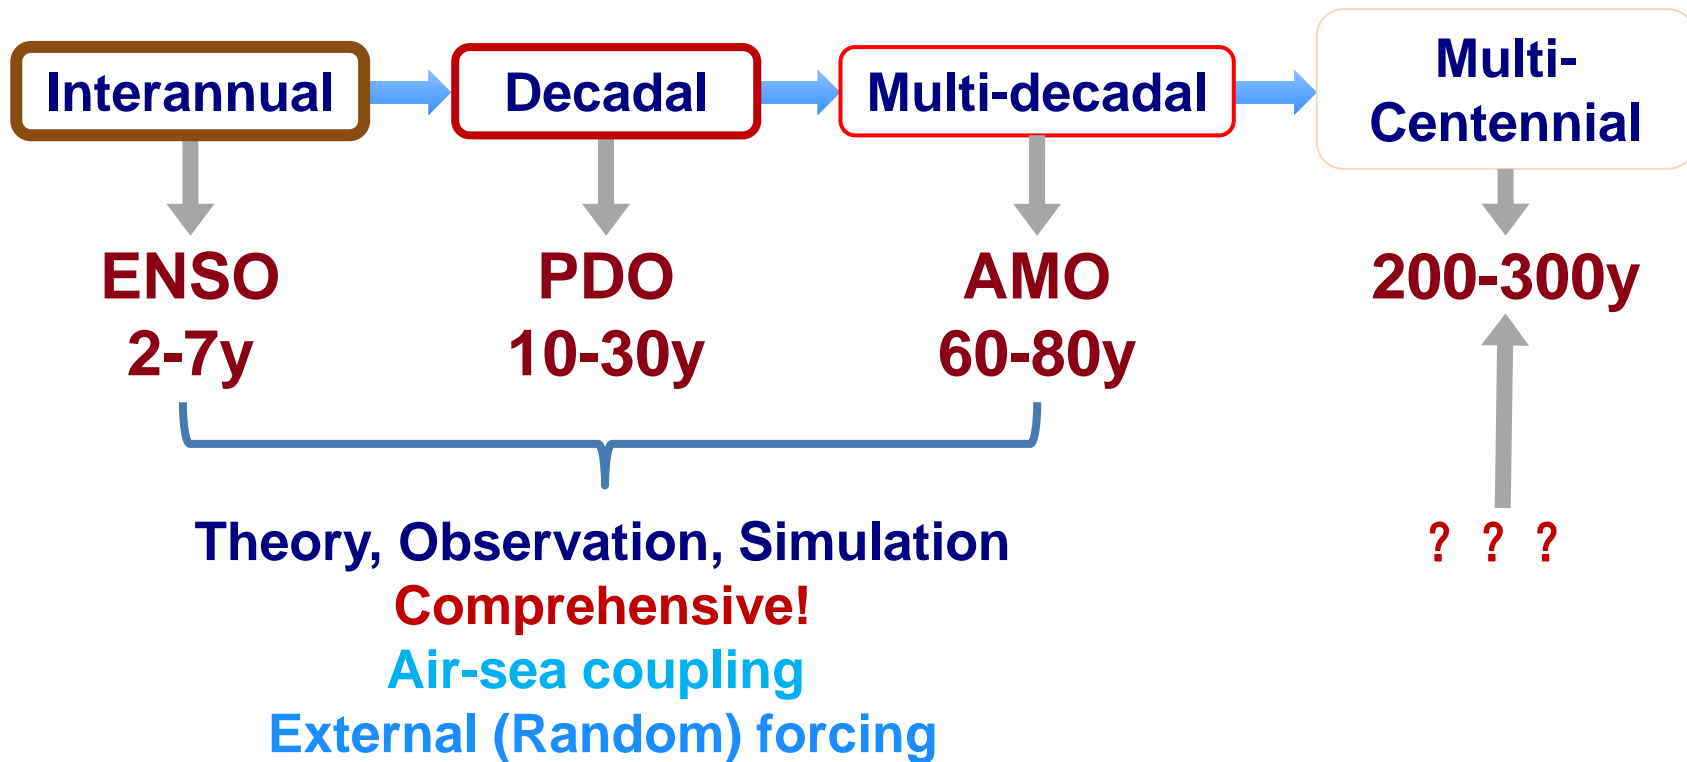 Interannual
Decadal
Multi-decadal
Multi-
Centennial
ENSO
2-7y
PDO
10-30y
AMO
60-80y
200-300y
Theory, Observation, Simulation
Comprehensive!
Air-sea coupling
External (Random) forcing
? ? ?